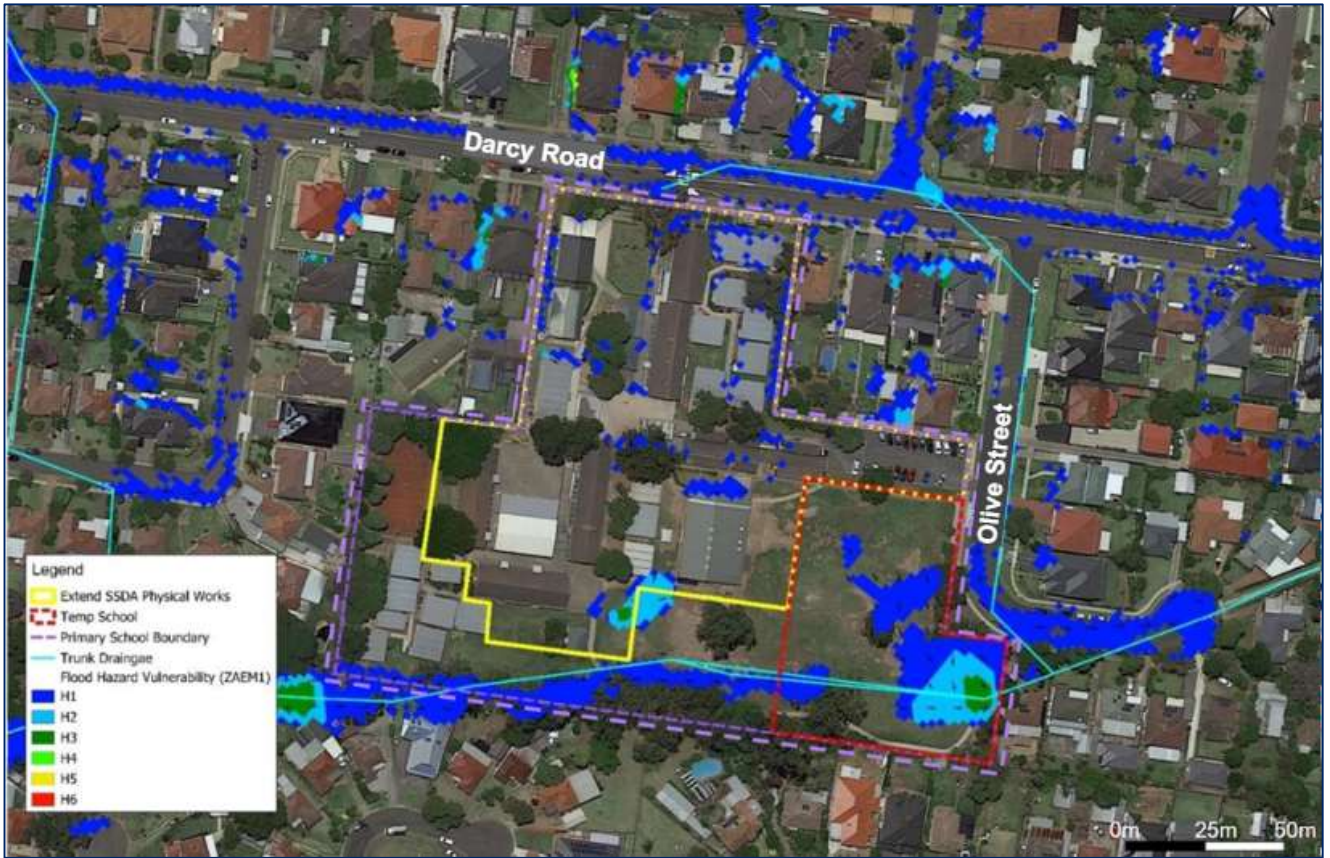 Darcy Road
Olive Street
Legend
Extend SSDA Physical Works
Temp School
Primary School Boundary
Trunk Draingae
Flood Hazard Vulnerability (ZAEM1)
H1
H2
H3
H4
H5
H6
0m 25m 50m